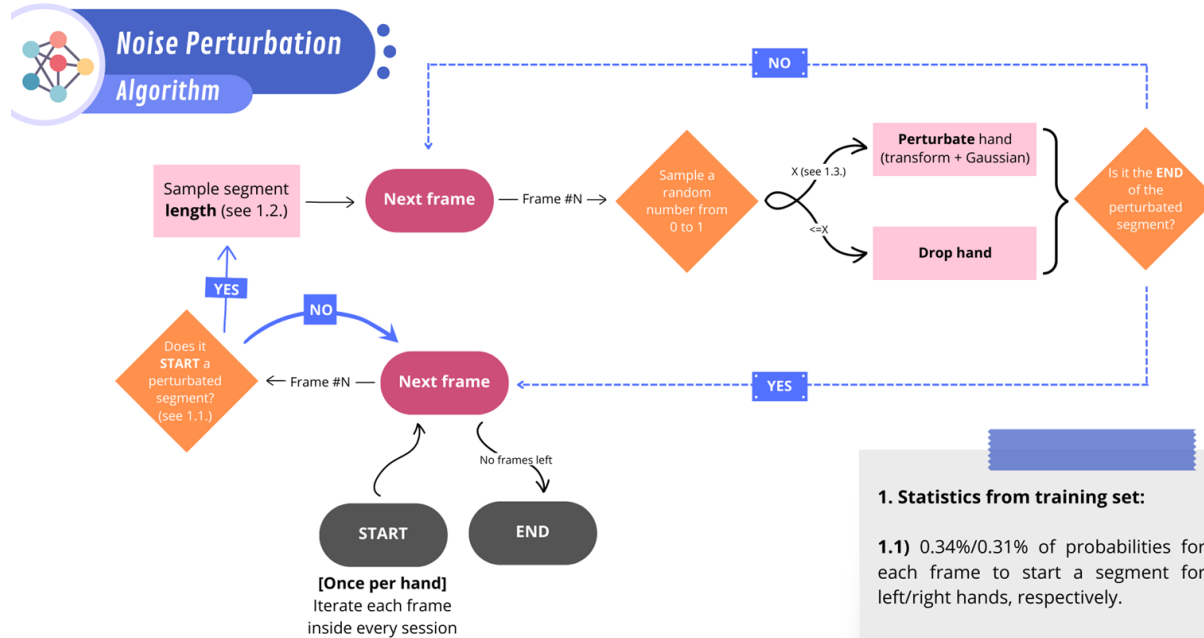 Noise Perturbation
Algorithm
NO
Sample segment
length (see 1.2.)
Next frame
Frame #N
Sample a
random
number from
0 to 1
X (see 1.3.)
<=X
Perturbate hand
(transform + Gaussian)
Drop hand
Is it the END
of the
perturbated
segment?
YES
NO
Does it
START a
perturbated
segment?
(see 1.1.)
Frame #N
Next frame
YES
No frames left
START
END
[Once per hand]
Iterate each frame
inside every session
1. Statistics from training set:
1.1) 0.34%/0.31% of probabilities for
each frame to start a segment for
left/right hands, respectively.